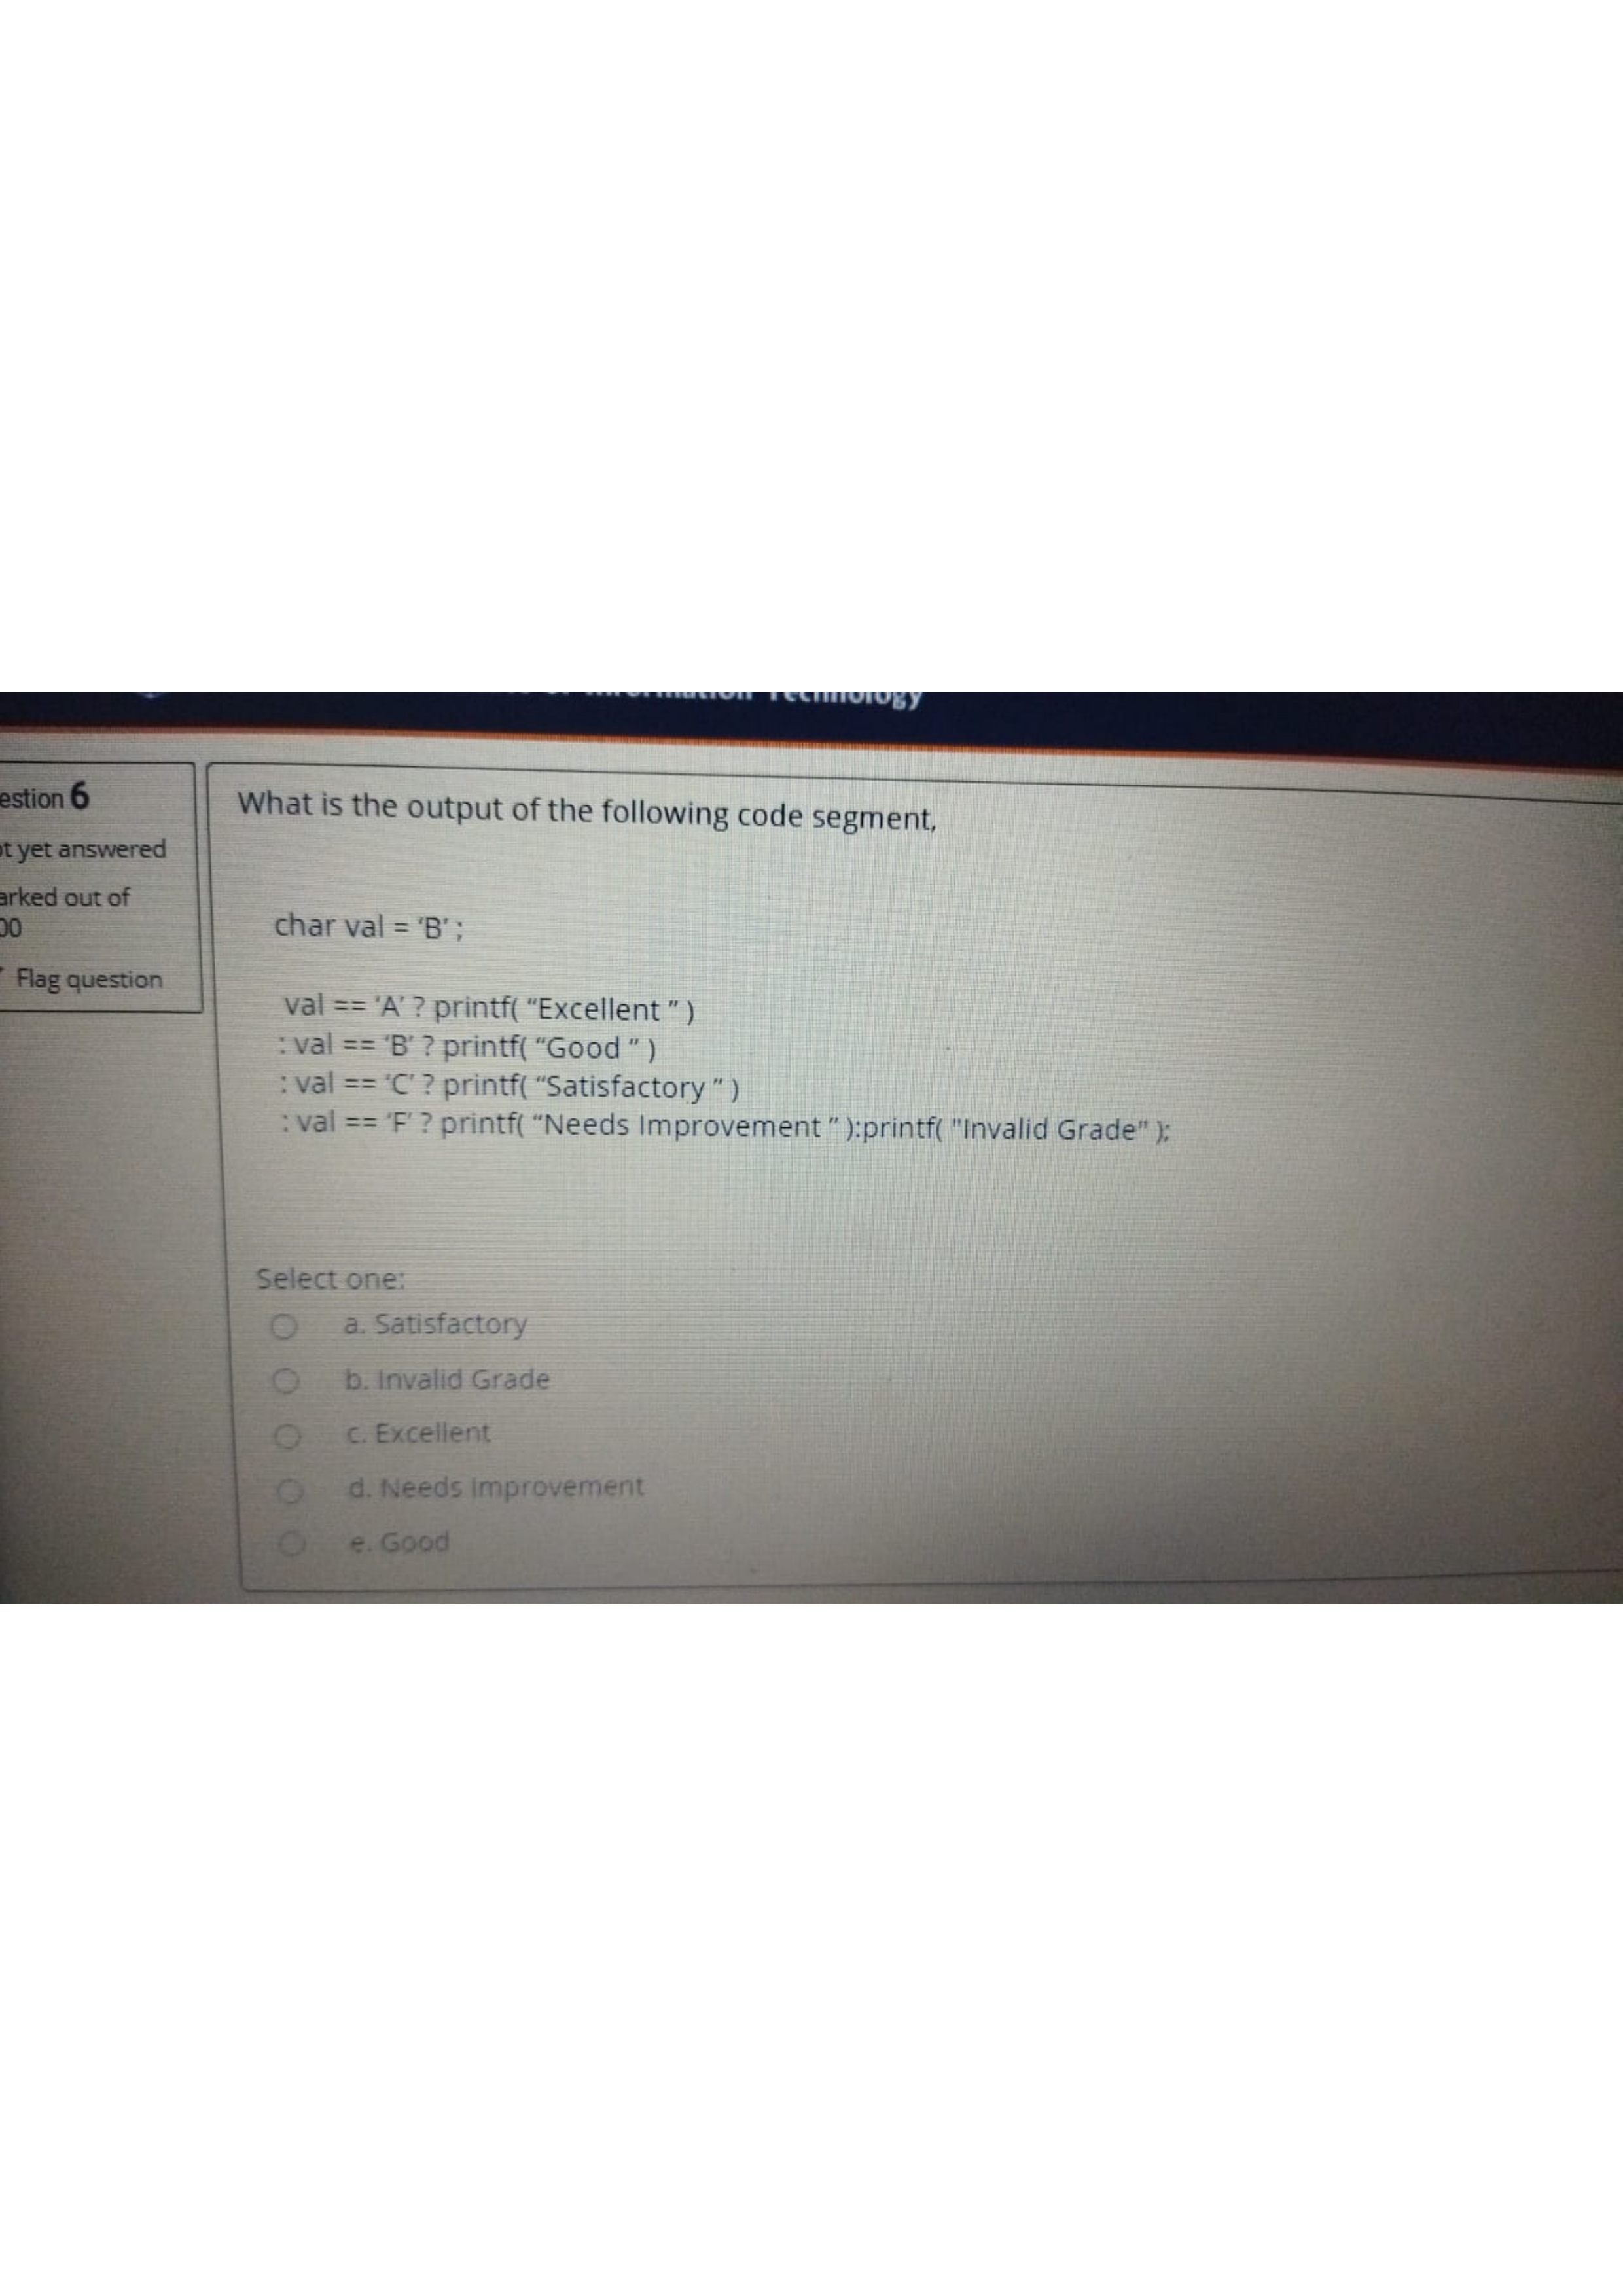 Information Technology
estion 6
ot yet answered
arked out of
00
Flag question
What is the output of the following code segment,
char val = ‘B’ ;
val == ‘A’ ? printf( “Excellent ” )
: val == ‘B’ ? printf( “Good ” )
: val == ‘C’ ? printf( “Satisfactory ” )
: val == ‘F’ ? printf( “Needs Improvement ” ):printf( "Invalid Grade" );
Select one:
a. Satisfactory
b. Invalid Grade
c. Excellent
d. Needs Improvement
e. Good